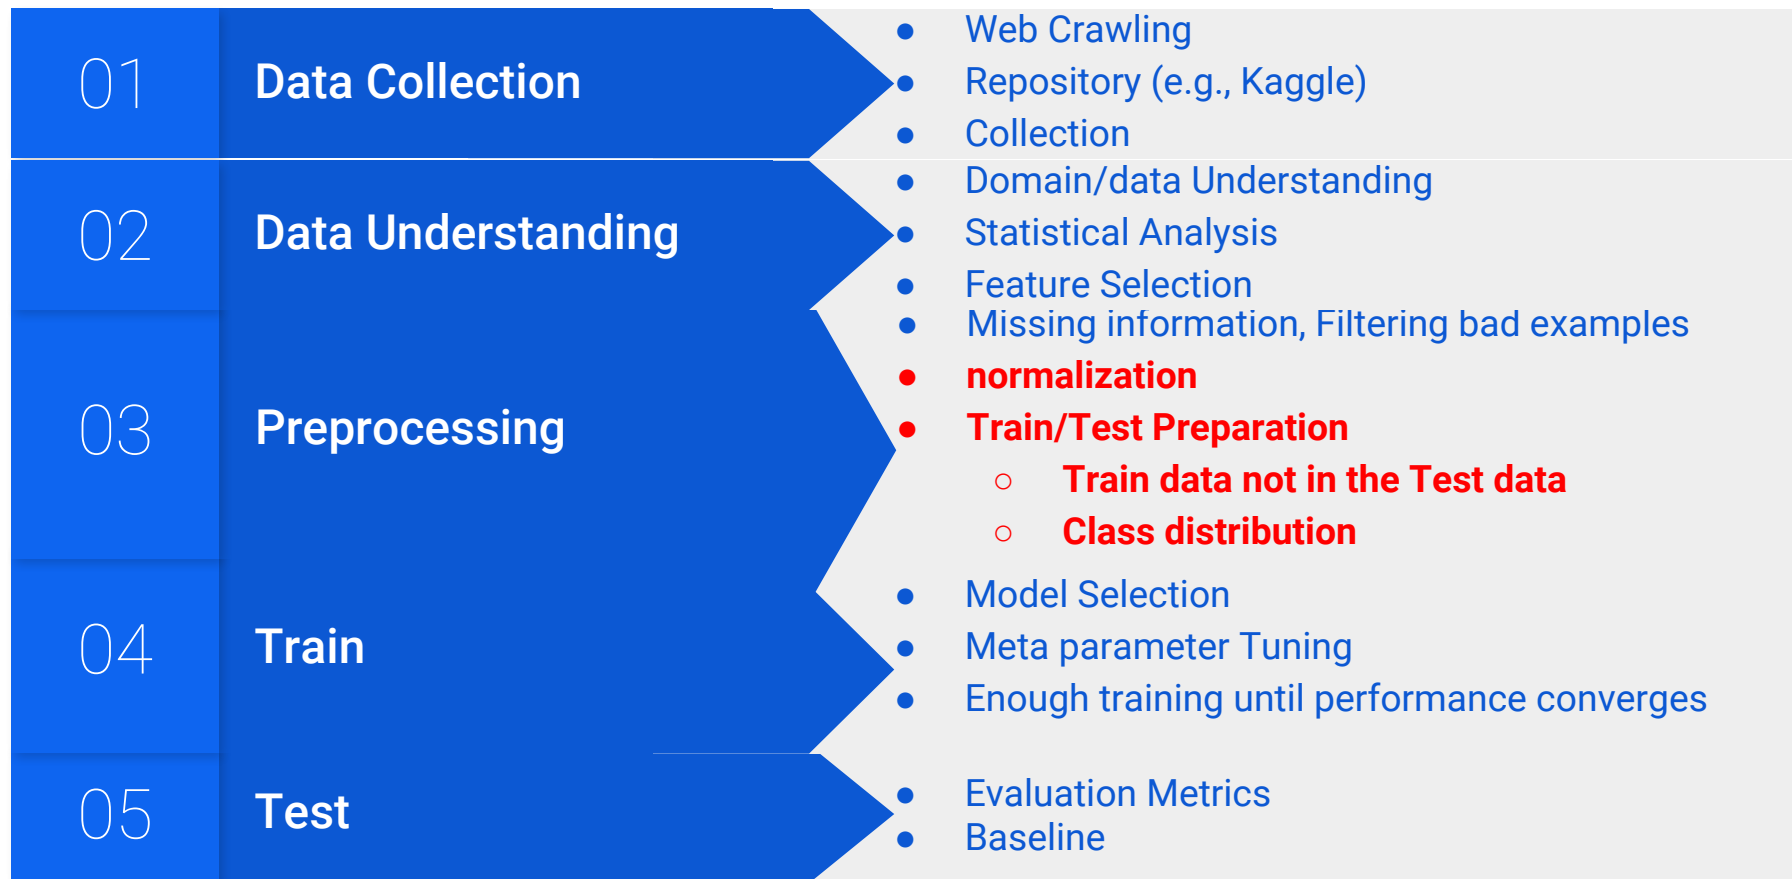 01
Data Collection
● Web Crawling
● Repository (e.g., Kaggle)
● Collection
02
Data Understanding
● Domain/data Understanding
● Statistical Analysis
● Feature Selection
03
Preprocessing
● Missing information, Filtering bad examples
● normalization
● Train/Test Preparation
○ Train data not in the Test data
○ Class distribution
04
Train
● Model Selection
● Meta parameter Tuning
● Enough training until performance converges
05
Test
● Evaluation Metrics
● Baseline